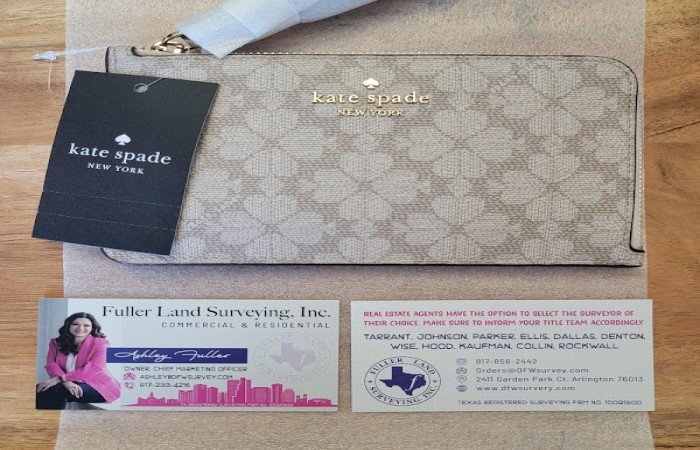 kate spade
NEW YORK
kate spade
NEW YORK
Fuller Land Surveying, Inc.
COMMERCIAL & RESIDENTIAL
Ashley Fuller
OWNER, CHIEF MARKETING OFFICER
ASHLEY@DFWSURVEY.COM
817-233-4216
REAL ESTATE AGENTS HAVE THE OPTION TO SELECT THE SURVEYOR OF
THEIR CHOICE. MAKE SURE TO INFORM YOUR TITLE TEAM ACCORDINGLY.
TARRANT, JOHNSON, PARKER, ELLIS, DALLAS, DENTON,
WISE, HOOD, KAUFMAN, COLLIN, ROCKWALL
FULLER LAND
SURVEYING, INC.
817-856-2442
Orders@DFWsurvey.com
2411 Garden Park Ct. Arlington 76013
www.dfwsurvery.com
TEXAS REGISTERED SURVEYING FIRM NO. 10091600